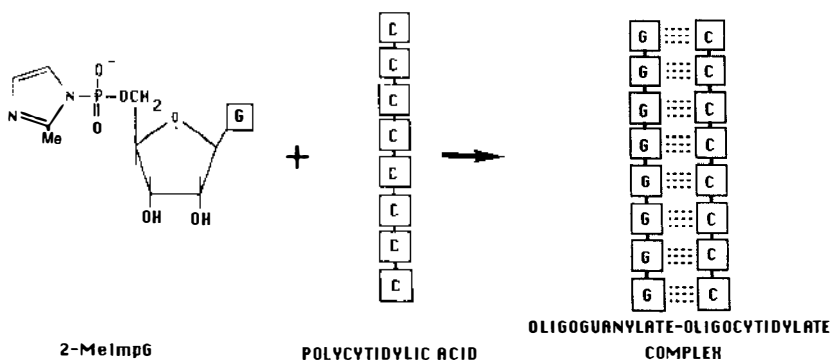 O⁻
N-P-OCH2
N
O
Me
O
G
OH OH
+
C
C
C
C
C
C
C
C
G C
G C
G C
G C
G C
G C
G C
G C
2-MeImpG
POLYCYTIDYLIC ACID
OLIGOGUANYLATE-OLIGOCYTIDYLATE
COMPLEX